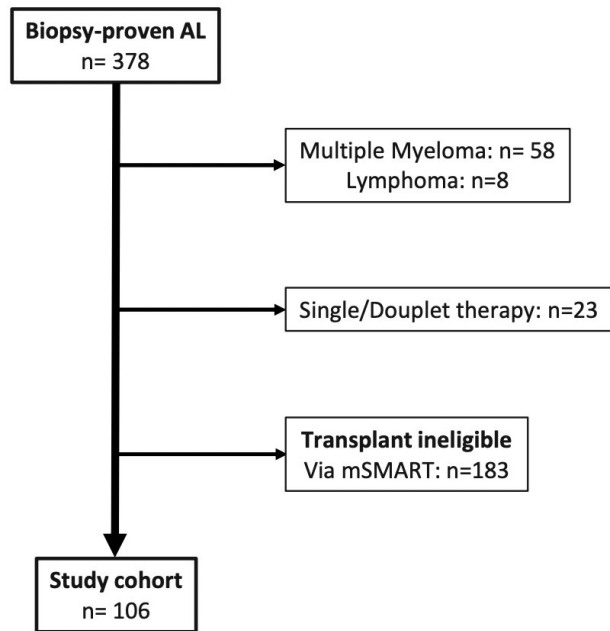 Biopsy-proven AL
n= 378
Multiple Myeloma: n= 58
Lymphoma: n=8
Single/Douplet therapy: n=23
Transplant ineligible
Via mSMART: n=183
Study cohort
n= 106